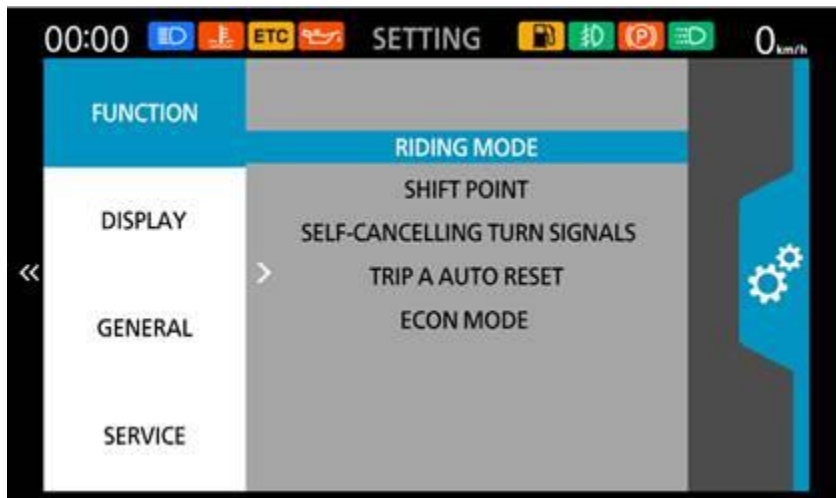 00:00 ETC SETTING (P) 0km/h
FUNCTION
RIDING MODE
SHIFT POINT
DISPLAY
SELF-CANCELLING TURN SIGNALS
TRIP A AUTO RESET
GENERAL
ECON MODE
SERVICE